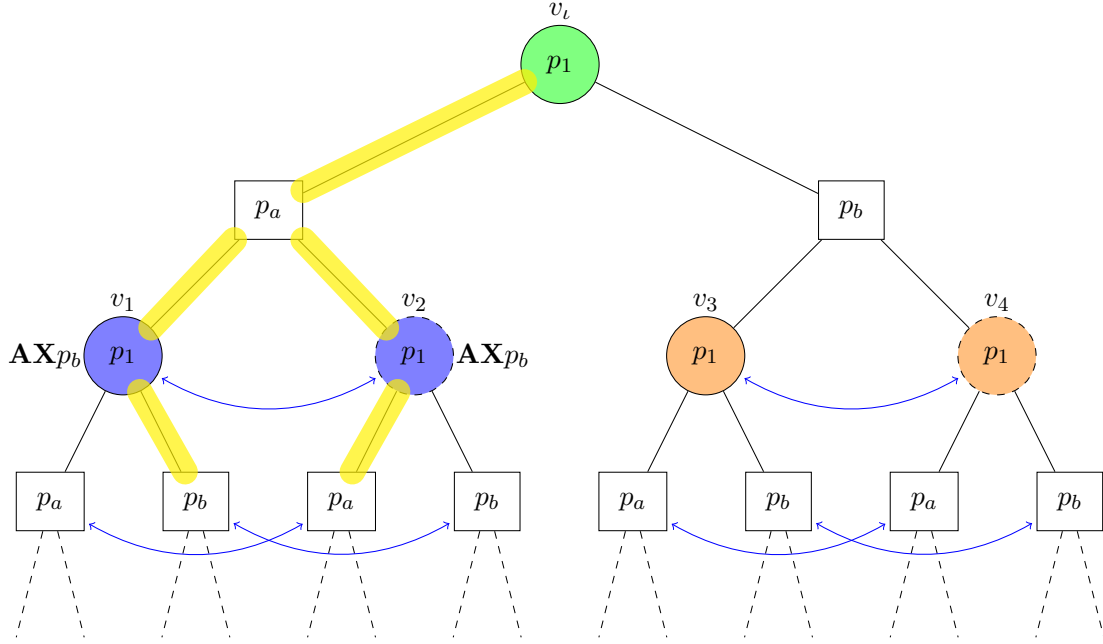 v_ι
p_1
p_a p_b
v_1 v_2 v_3 v_4
AXp_b p_1 p_1 AXp_b p_1 p_1
p_a p_b p_a p_b p_a p_b p_a p_b